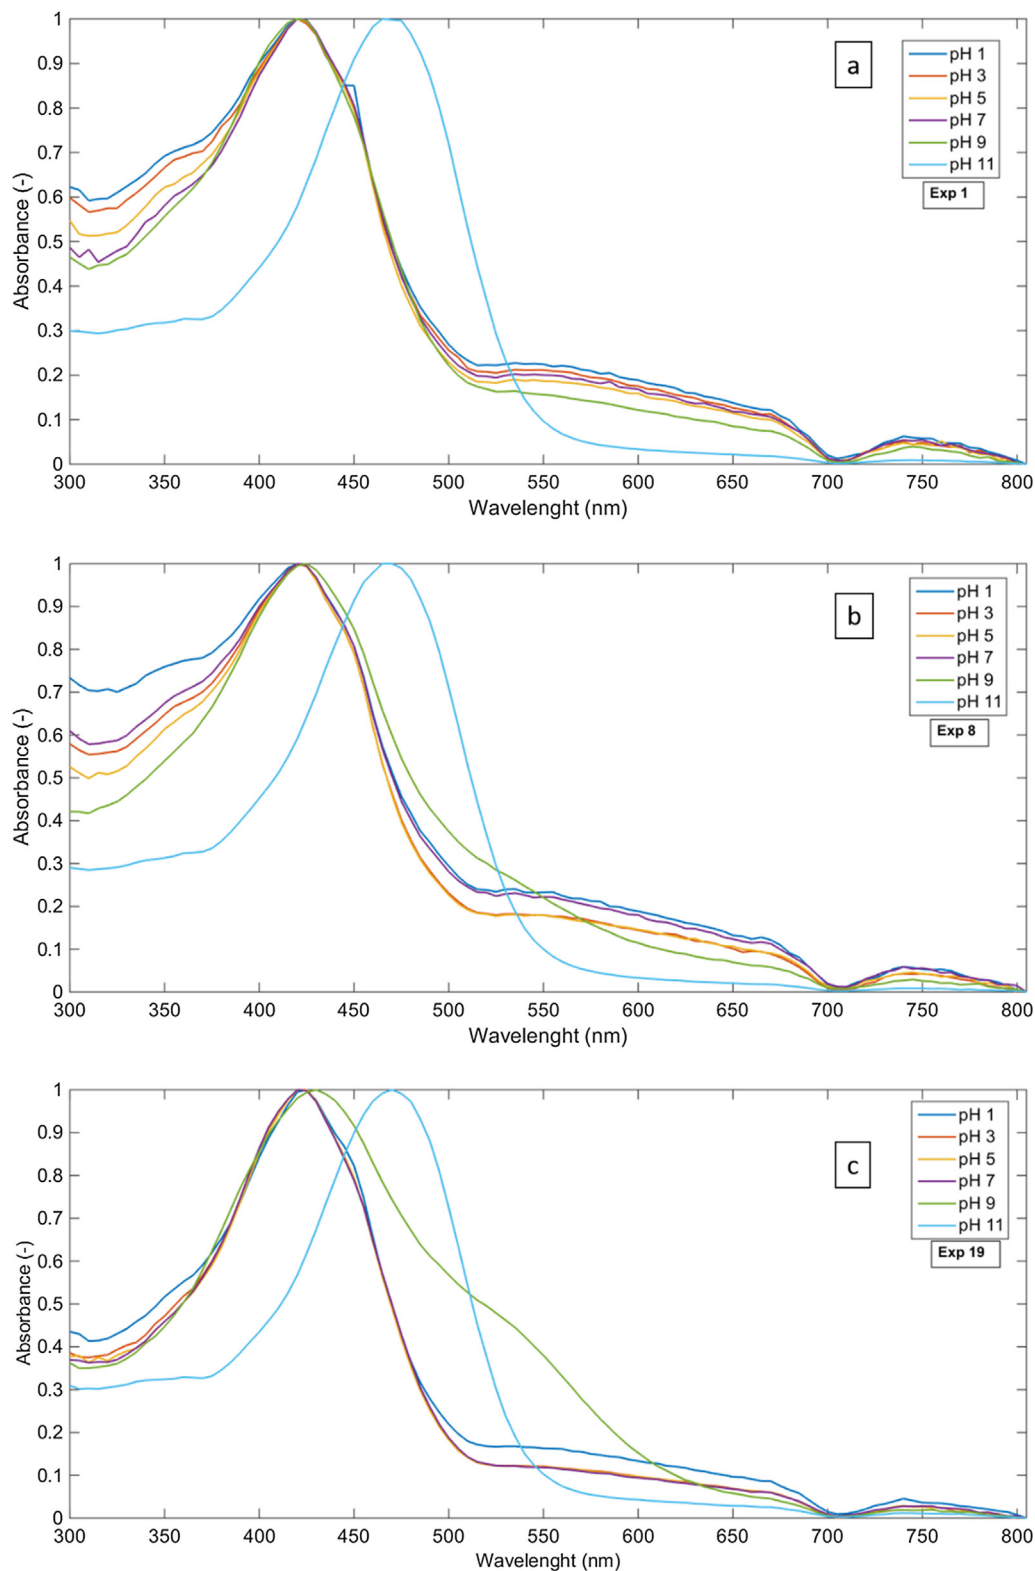 1
0.9
0.8
0.7
0.6
0.5
0.4
0.3
0.2
0.1
0
Absorbance (-)
a
pH 1
pH 3
pH 5
pH 7
pH 9
pH 11
Exp 1
300 350 400 450 500 550 600 650 700 750 800
Wavelenght (nm)
1
0.9
0.8
0.7
0.6
0.5
0.4
0.3
0.2
0.1
0
Absorbance (-)
b
pH 1
pH 3
pH 5
pH 7
pH 9
pH 11
Exp 8
300 350 400 450 500 550 600 650 700 750 800
Wavelenght (nm)
1
0.9
0.8
0.7
0.6
0.5
0.4
0.3
0.2
0.1
0
Absorbance (-)
c
pH 1
pH 3
pH 5
pH 7
pH 9
pH 11
Exp 19
300 350 400 450 500 550 600 650 700 750 800
Wavelenght (nm)